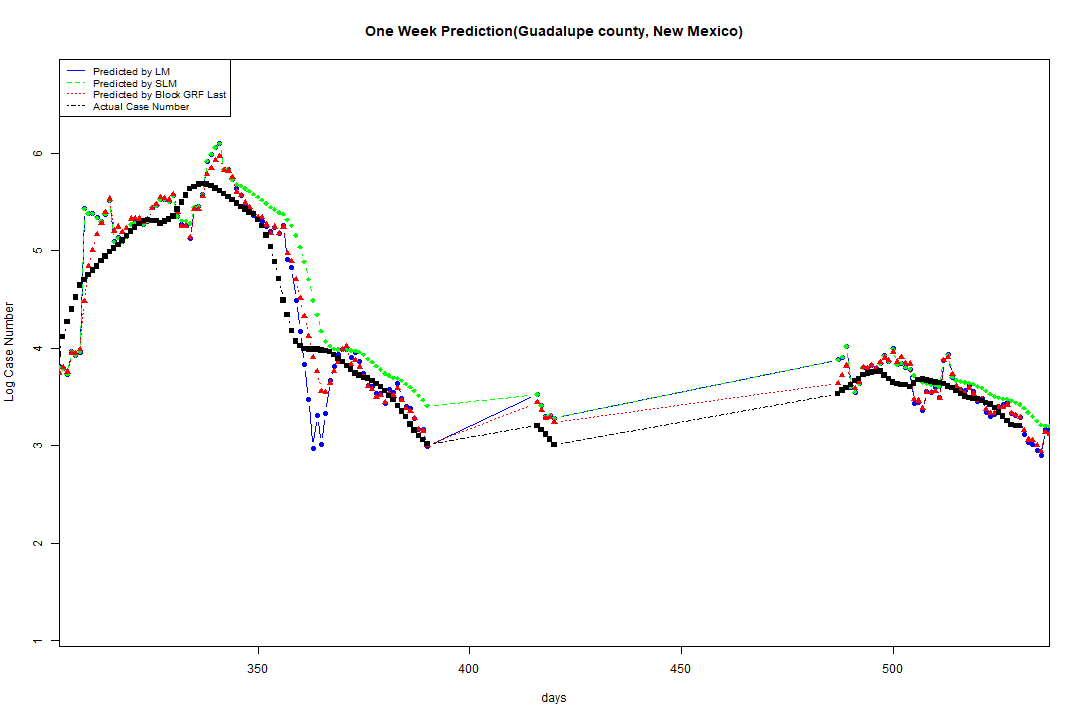 One Week Prediction(Guadalupe county, New Mexico)
Predicted by LM
Predicted by SLM
Predicted by Block GRF Last
Actual Case Number
6
5
4
3
2
1
Log Case Number
350 400 450 500
days